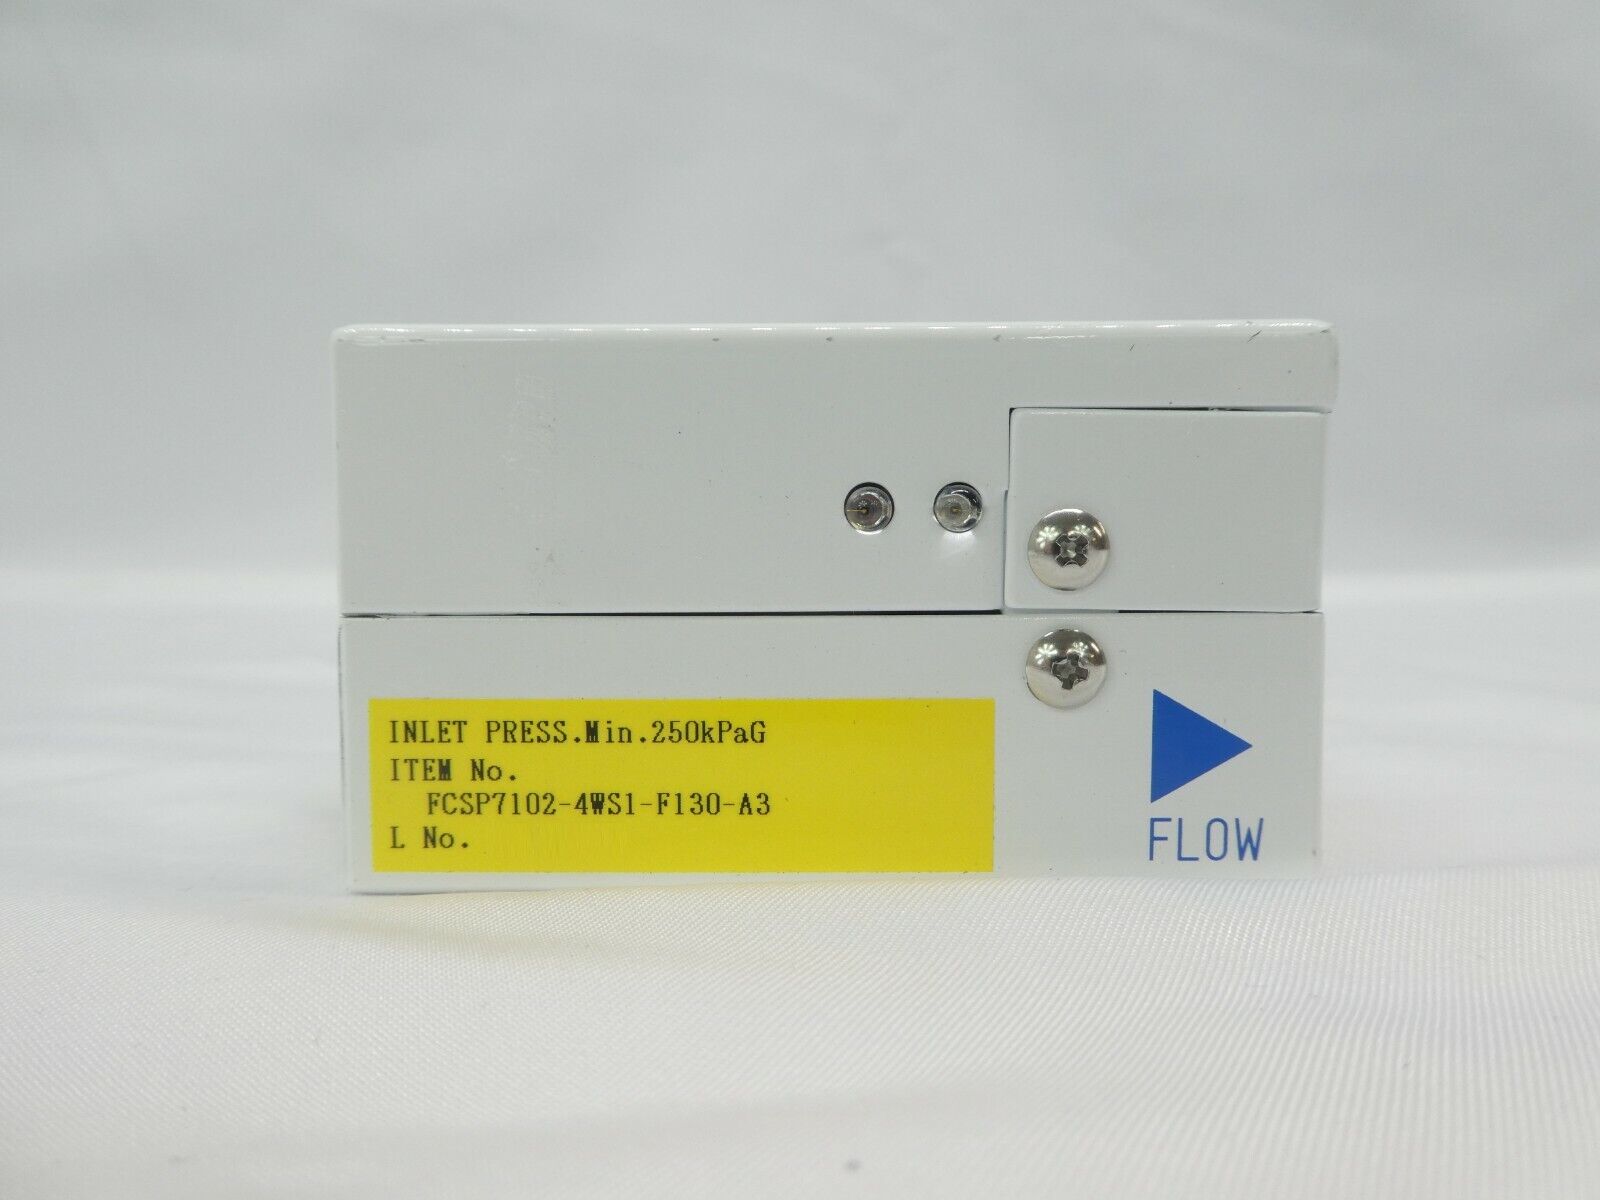 INLET PRESS.Min.250kPaG
ITEM No.
FCSP7102-4WS1-F130-A3
L No.
FLOW